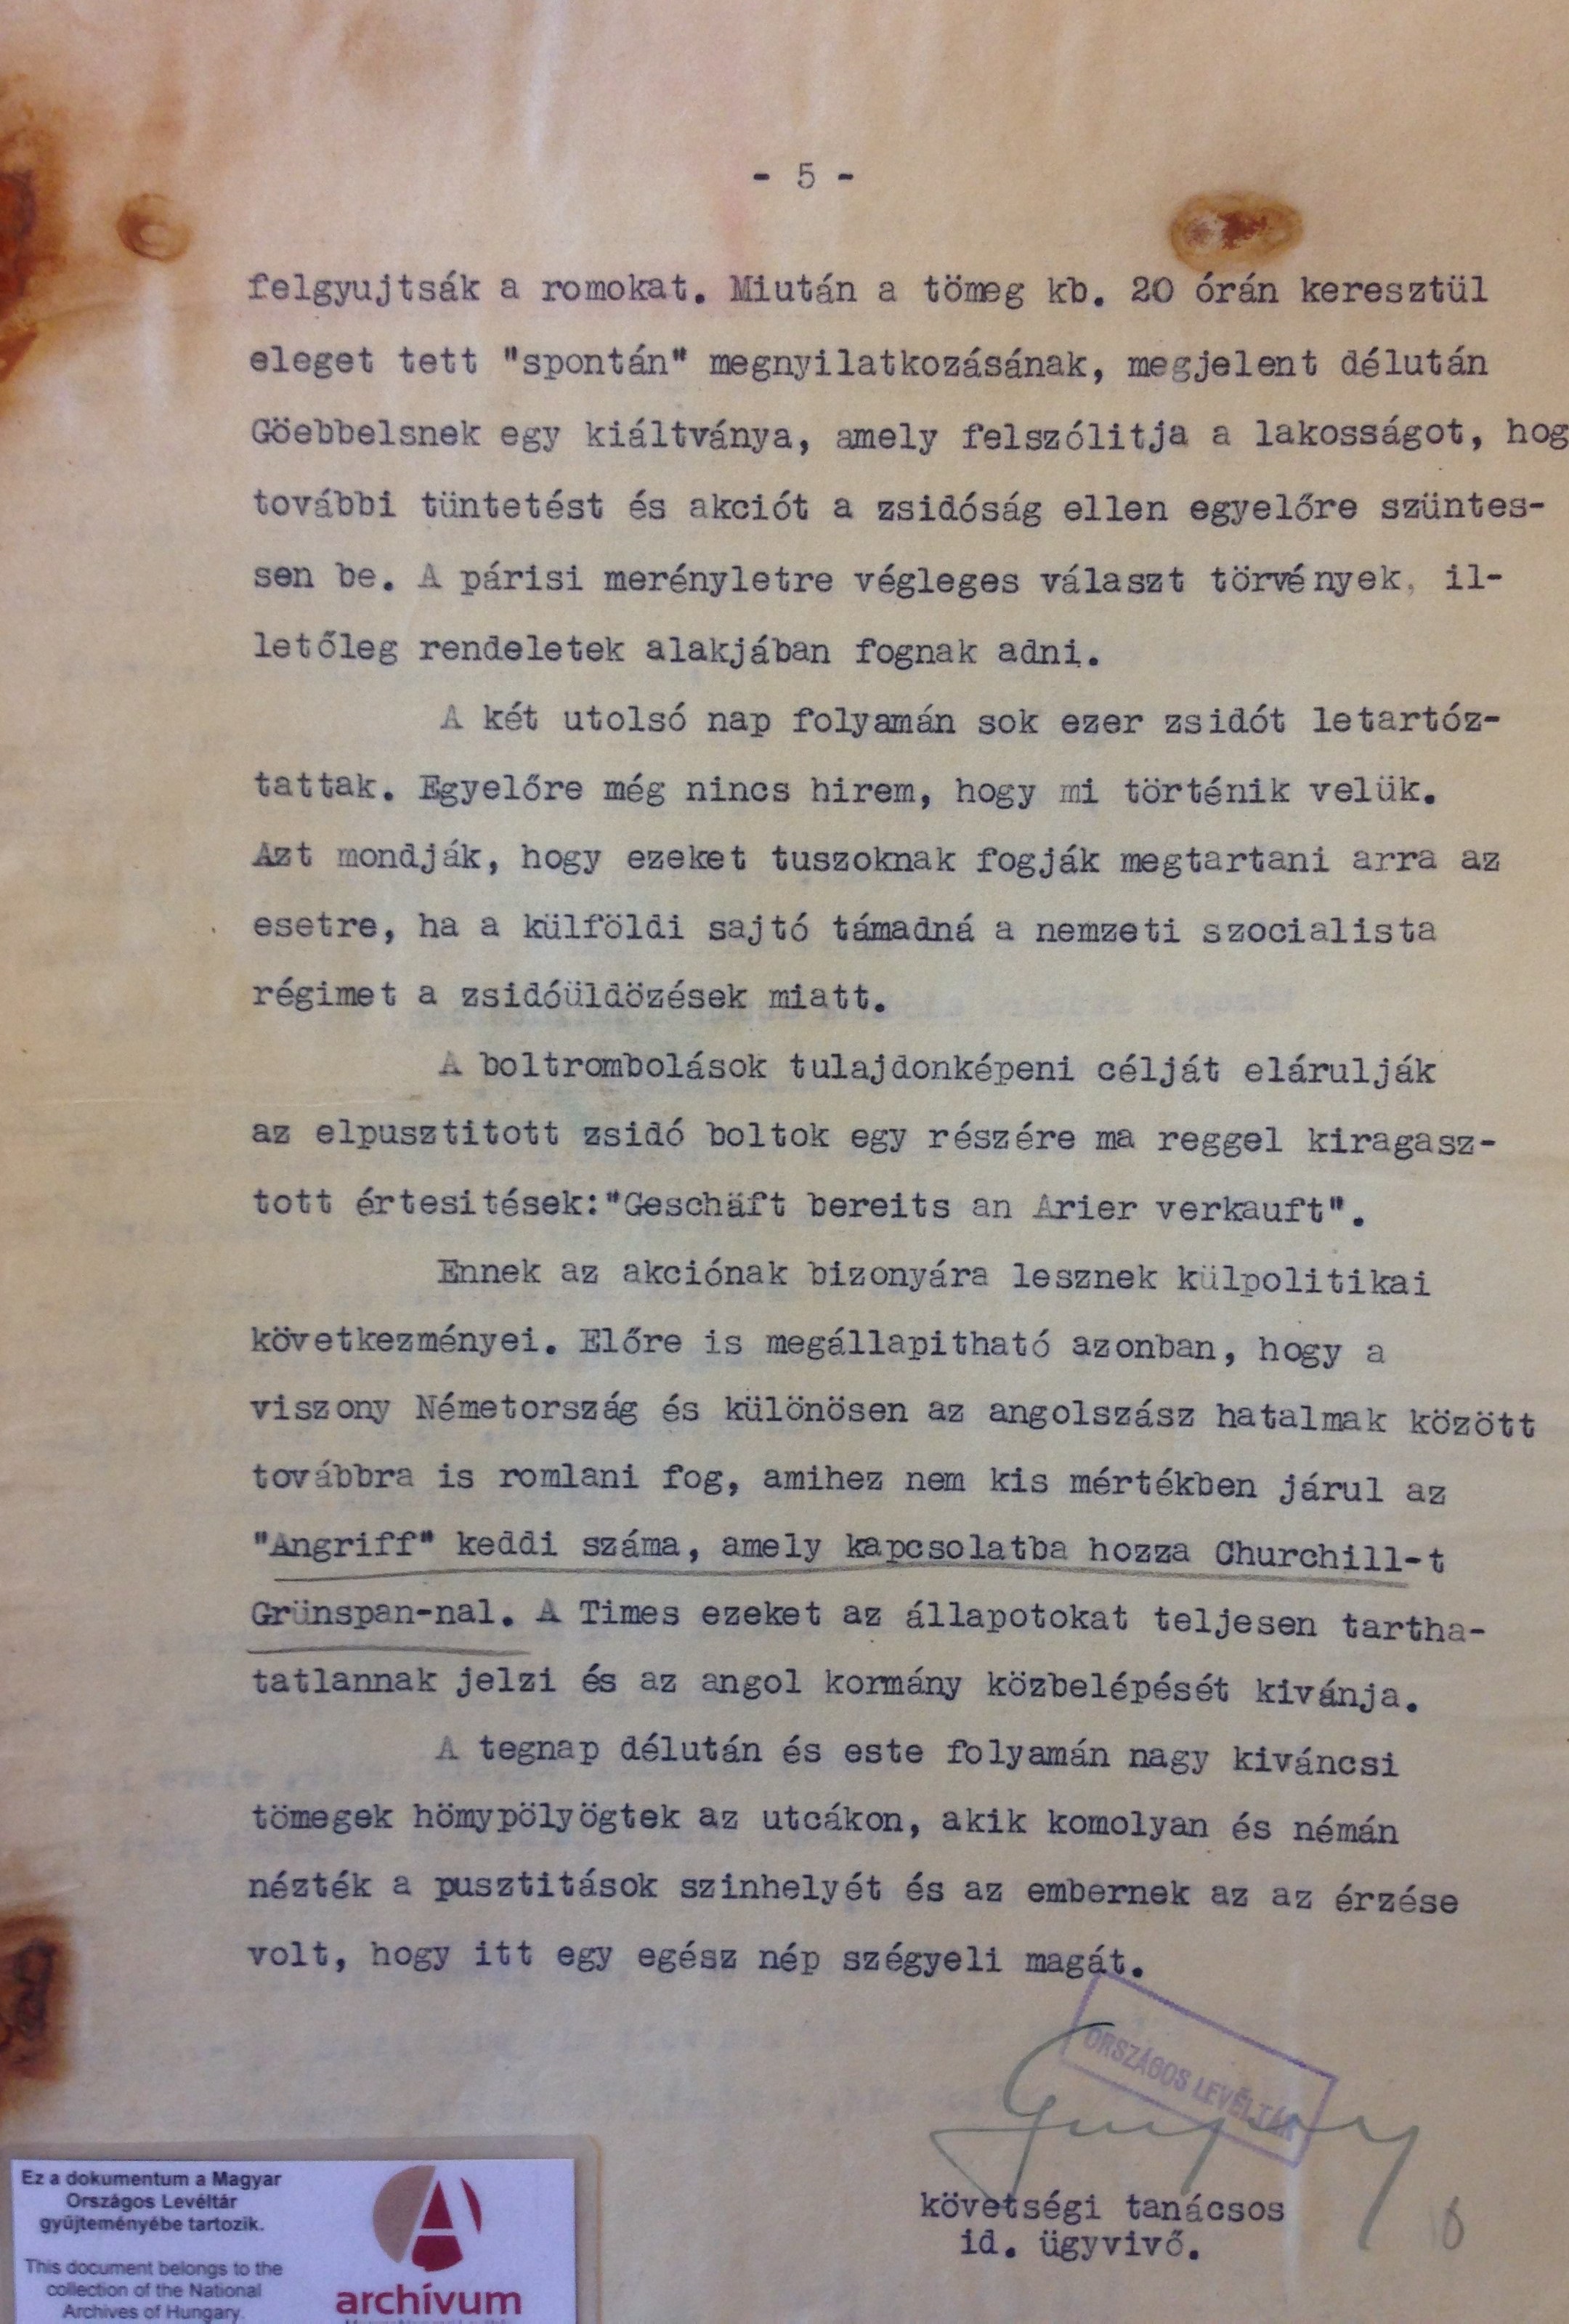 - 5 -
felgyujtsák a romokat. Miután a tömeg kb. 20 órán keresztül
eleget tett "spontán" megnyilatkozásának, megjelent délután
Göebbelsnek egy kiáltványa, amely felszólitja a lakosságot, hog
további tüntetést és akciót a zsidóság ellen egyelőre szüntes-
sen be. A párisi merényletre végleges választ törvények, il-
letőleg rendeletek alakjában fognak adni.
A két utolsó nap folyamán sok ezer zsidót letartóz-
tattak. Egyelőre még nincs hirem, hogy mi történik velük.
Azt mondják, hogy ezeket tuszoknak fogják megtartani arra az
esetre, ha a külföldi sajtó támadná a nemzeti szocialista
régimet a zsidóüldözések miatt.
A boltrombolások tulajdonképeni célját elárulják
az elpusztitott zsidó boltok egy részére ma reggel kiragasz-
tott értesitések:"Geschäft bereits an Arier verkauft".
Ennek az akciónak bizonyára lesznek külpolitikai
következményei. Előre is megállapitható azonban, hogy a
viszony Németország és különösen az angolszász hatalmak között
továbbra is romlani fog, amihez nem kis mértékben járul az
"Angriff" keddi száma, amely kapcsolatba hozza Churchill-t
Grünspan-nal. A Times ezeket az állapotokat teljesen tartha-
tatlannak jelzi és az angol kormány közbelépését kivánja.
A tegnap délután és este folyamán nagy kiváncsi
tömegek hömypölyögtek az utcákon, akik komolyan és némán
nézték a pusztitások szinhelyét és az embernek az az érzése
volt, hogy itt egy egész nép szégyeli magát.
ORSZÁGOS LEVÉLTÁR
követségi tanácsos
id. ügyvivő.
Ez a dokumentum a Magyar
Országos Levéltár
gyűjteményébe tartozik.
This document belongs to the
collection of the National
Archives of Hungary.
archívum